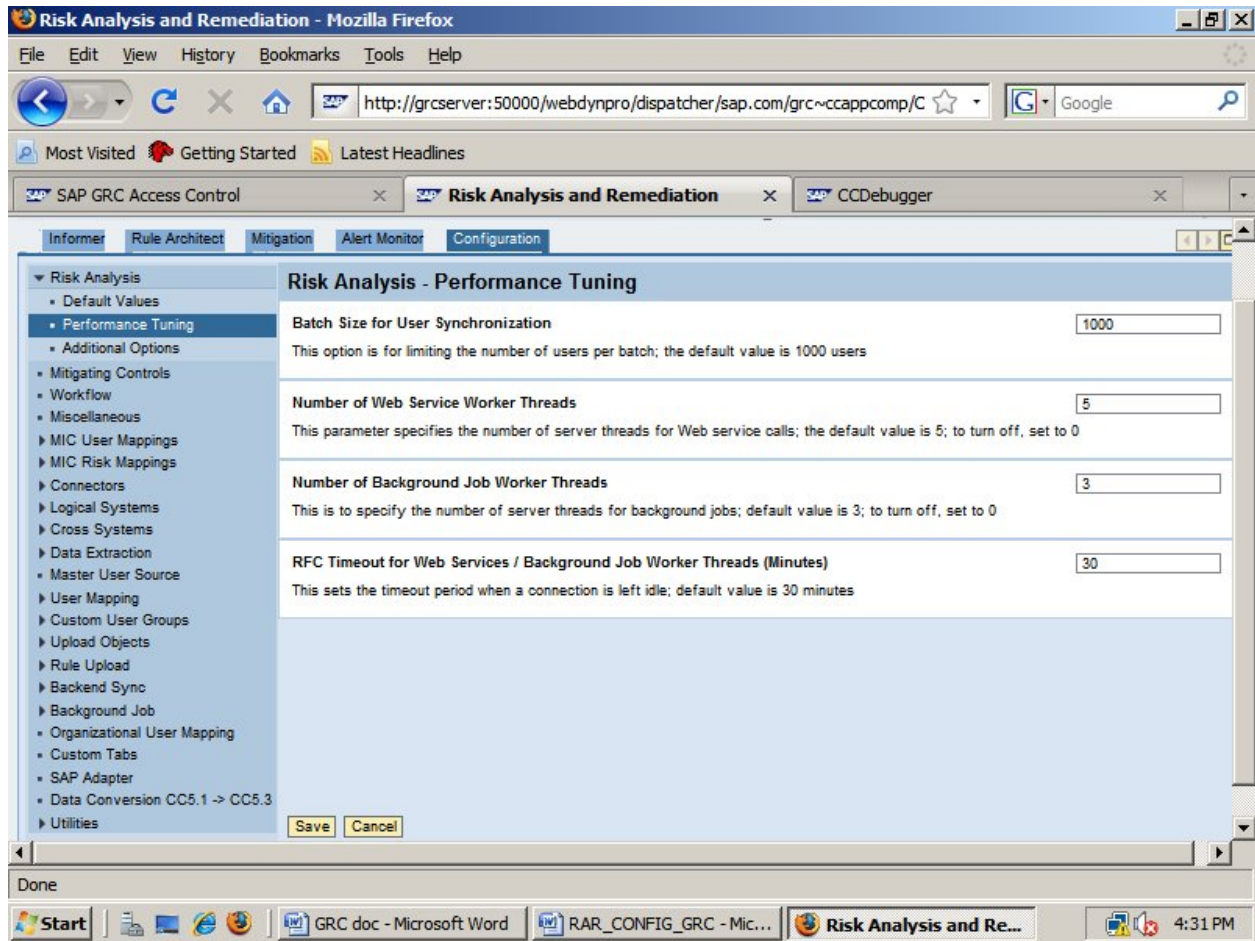 Risk Analysis and Remediation - Mozilla Firefox
File Edit View History Bookmarks Tools Help
SAP http://grcserver:50000/webdynpro/dispatcher/sap.com/grc~ccappcomp/C G Google
Most Visited Getting Started Latest Headlines
SAP SAP GRC Access Control SAP Risk Analysis and Remediation SAP CCDebugger
Informer Rule Architect Mitigation Alert Monitor Configuration
Risk Analysis
Default Values
Performance Tuning
Additional Options
Mitigating Controls
Workflow
Miscellaneous
MIC User Mappings
MIC Risk Mappings
Connectors
Logical Systems
Cross Systems
Data Extraction
Master User Source
User Mapping
Custom User Groups
Upload Objects
Rule Upload
Backend Sync
Background Job
Organizational User Mapping
Custom Tabs
SAP Adapter
Data Conversion CC5.1 -> CC5.3
Utilities
Risk Analysis - Performance Tuning
Batch Size for User Synchronization 1000
This option is for limiting the number of users per batch; the default value is 1000 users
Number of Web Service Worker Threads 5
This parameter specifies the number of server threads for Web service calls; the default value is 5; to turn off, set to 0
Number of Background Job Worker Threads 3
This is to specify the number of server threads for background jobs; default value is 3; to turn off, set to 0
RFC Timeout for Web Services / Background Job Worker Threads (Minutes) 30
This sets the timeout period when a connection is left idle; default value is 30 minutes
Save Cancel
Done
Start GRC doc - Microsoft Word RAR_CONFIG_GRC - Mic... Risk Analysis and Re... 4:31 PM